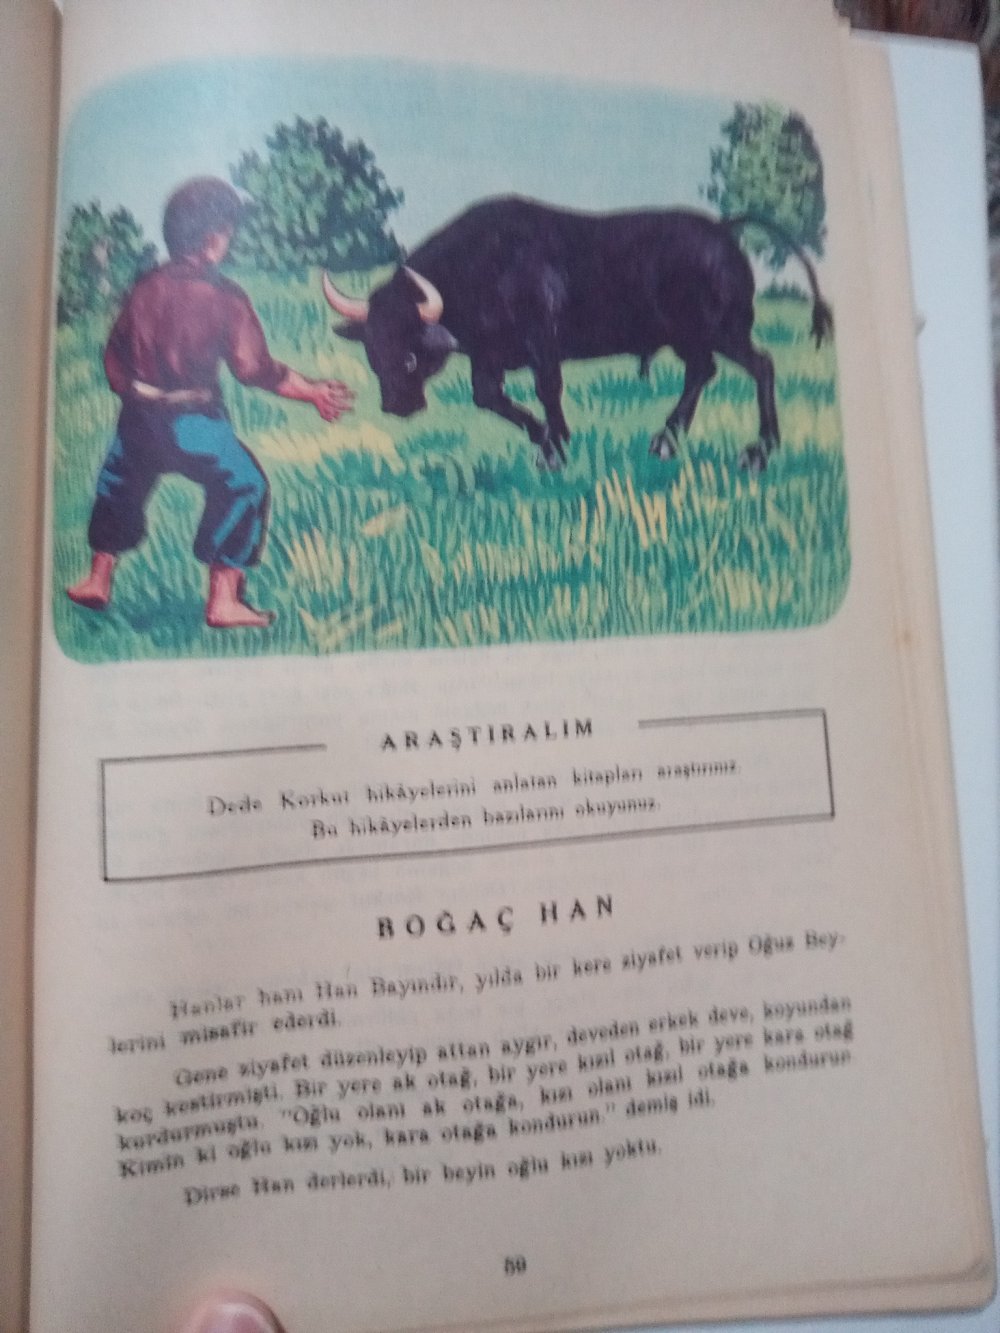 ARAŞTIRALIM
Dede Korkut hikâyelerini anlatan kitapları araştırınız.
Bu hikâyelerden bazılarını okuyunuz.
BOĞAÇ HAN
Hanlar hanı Han Bayındır, yılda bir kere ziyafet verip Oğuz Bey-
lerini misafir ederdi.
Gene ziyafet düzenleyip attan aygır, deveden erkek deve, koyundan
koç kestirmişti. Bir yere ak otağ, bir yere kızıl otağ, bir yere kara otağ
kurdurmuştu. "Oğlu olanı ak otağa, kızı olanı kızıl otağa kondurun.
Kimin ki oğlu kızı yok, kara otağa kondurun." demiş idi.
Dirse Han derlerdi, bir beyin oğlu kızı yoktu.
59